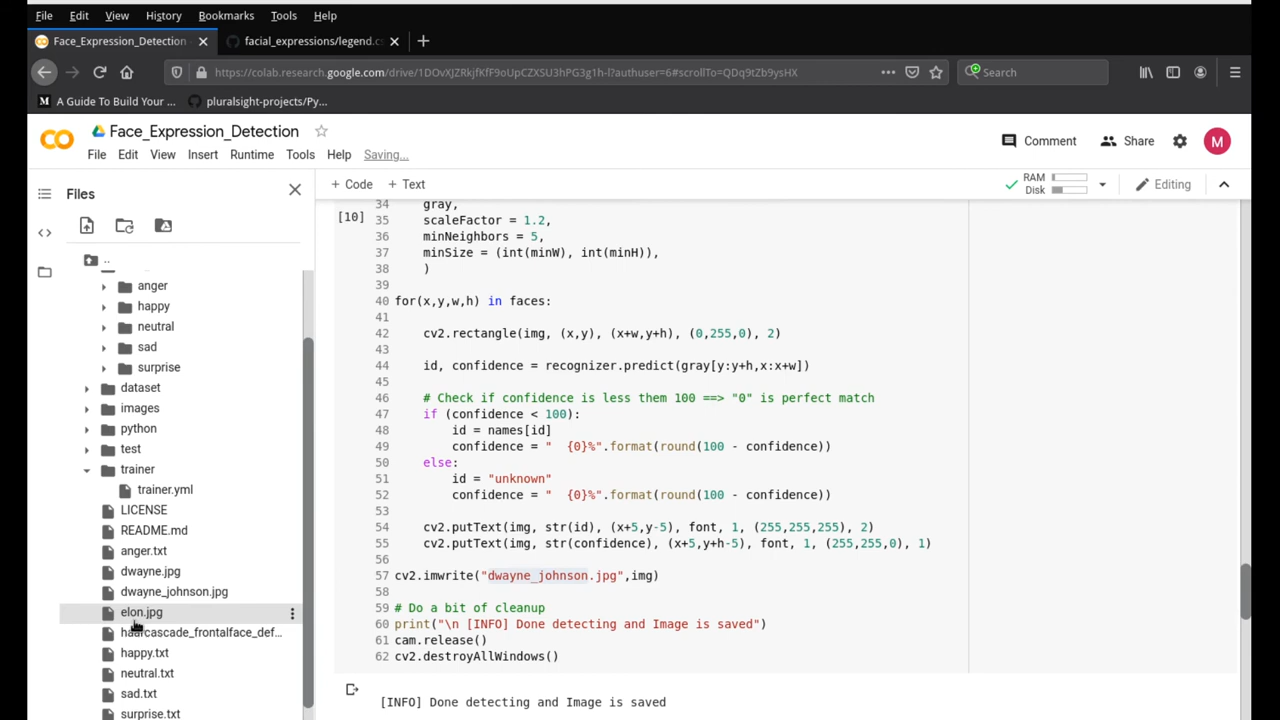 File Edit View History Bookmarks Tools Help
Face_Expression_Detection - facial_expressions/legend.c
https://colab.research.google.com/drive/1DOvXJZRkjfKfF9oUpCZXSU3hPG3g1h-l?authuser=6#scrollTo=QDq9tZb9ysHX Search
M A Guide To Build Your ... pluralsight-projects/Py...
CO Face_Expression_Detection Comment Share M
File Edit View Insert Runtime Tools Help Saving...
Files + Code + Text RAM Disk Editing
..
anger
happy
neutral
sad
surprise
dataset
images
python
test
trainer
trainer.yml
LICENSE
README.md
anger.txt
dwayne.jpg
dwayne_johnson.jpg
elon.jpg
haarcascade_frontalface_def...
happy.txt
neutral.txt
sad.txt
surprise.txt
[10]
34 gray,
35 scaleFactor = 1.2,
36 minNeighbors = 5,
37 minSize = (int(minW), int(minH)),
38 )
39
40 for(x,y,w,h) in faces:
41
42 cv2.rectangle(img, (x,y), (x+w,y+h), (0,255,0), 2)
43
44 id, confidence = recognizer.predict(gray[y:y+h,x:x+w])
45
46 # Check if confidence is less them 100 ==> "0" is perfect match
47 if (confidence < 100):
48 id = names[id]
49 confidence = "  {0}%".format(round(100 - confidence))
50 else:
51 id = "unknown"
52 confidence = "  {0}%".format(round(100 - confidence))
53
54 cv2.putText(img, str(id), (x+5,y-5), font, 1, (255,255,255), 2)
55 cv2.putText(img, str(confidence), (x+5,y+h-5), font, 1, (255,255,0), 1)
56
57 cv2.imwrite("dwayne_johnson.jpg",img)
58
59 # Do a bit of cleanup
60 print("\n [INFO] Done detecting and Image is saved")
61 cam.release()
62 cv2.destroyAllWindows()
[INFO] Done detecting and Image is saved